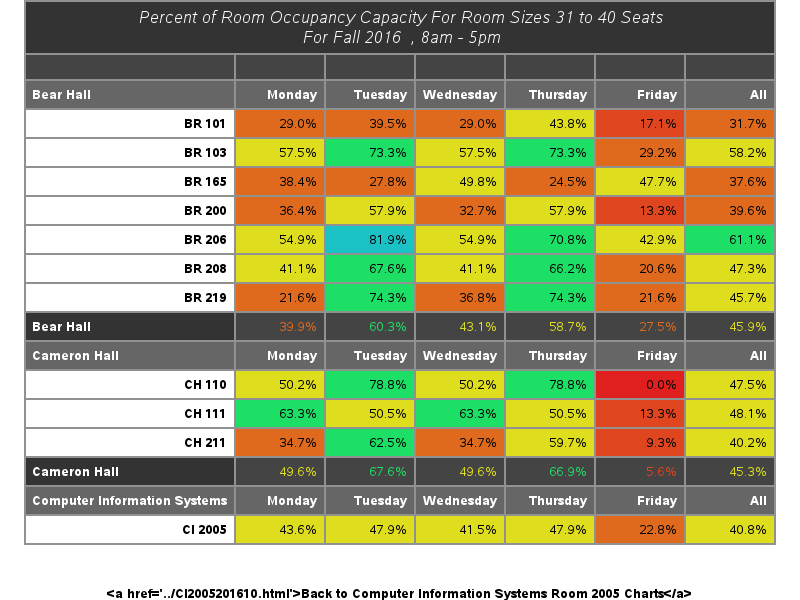 Percent of Room Occupancy Capacity For Room Sizes 31 to 40 Seats
For Fall 2016 , 8am - 5pm
Bear Hall Monday Tuesday Wednesday Thursday Friday All
BR 101 29.0% 39.5% 29.0% 43.8% 17.1% 31.7%
BR 103 57.5% 73.3% 57.5% 73.3% 29.2% 58.2%
BR 165 38.4% 27.8% 49.8% 24.5% 47.7% 37.6%
BR 200 36.4% 57.9% 32.7% 57.9% 13.3% 39.6%
BR 206 54.9% 81.9% 54.9% 70.8% 42.9% 61.1%
BR 208 41.1% 67.6% 41.1% 66.2% 20.6% 47.3%
BR 219 21.6% 74.3% 36.8% 74.3% 21.6% 45.7%
Bear Hall 39.9% 60.3% 43.1% 58.7% 27.5% 45.9%
Cameron Hall Monday Tuesday Wednesday Thursday Friday All
CH 110 50.2% 78.8% 50.2% 78.8% 0.0% 47.5%
CH 111 63.3% 50.5% 63.3% 50.5% 13.3% 48.1%
CH 211 34.7% 62.5% 34.7% 59.7% 9.3% 40.2%
Cameron Hall 49.6% 67.6% 49.6% 66.9% 5.6% 45.3%
Computer Information Systems Monday Tuesday Wednesday Thursday Friday All
CI 2005 43.6% 47.9% 41.5% 47.9% 22.8% 40.8%
&lt;a href='../CI2005201610.html'&gt;Back to Computer Information Systems Room 2005 Charts&lt;/a&gt;